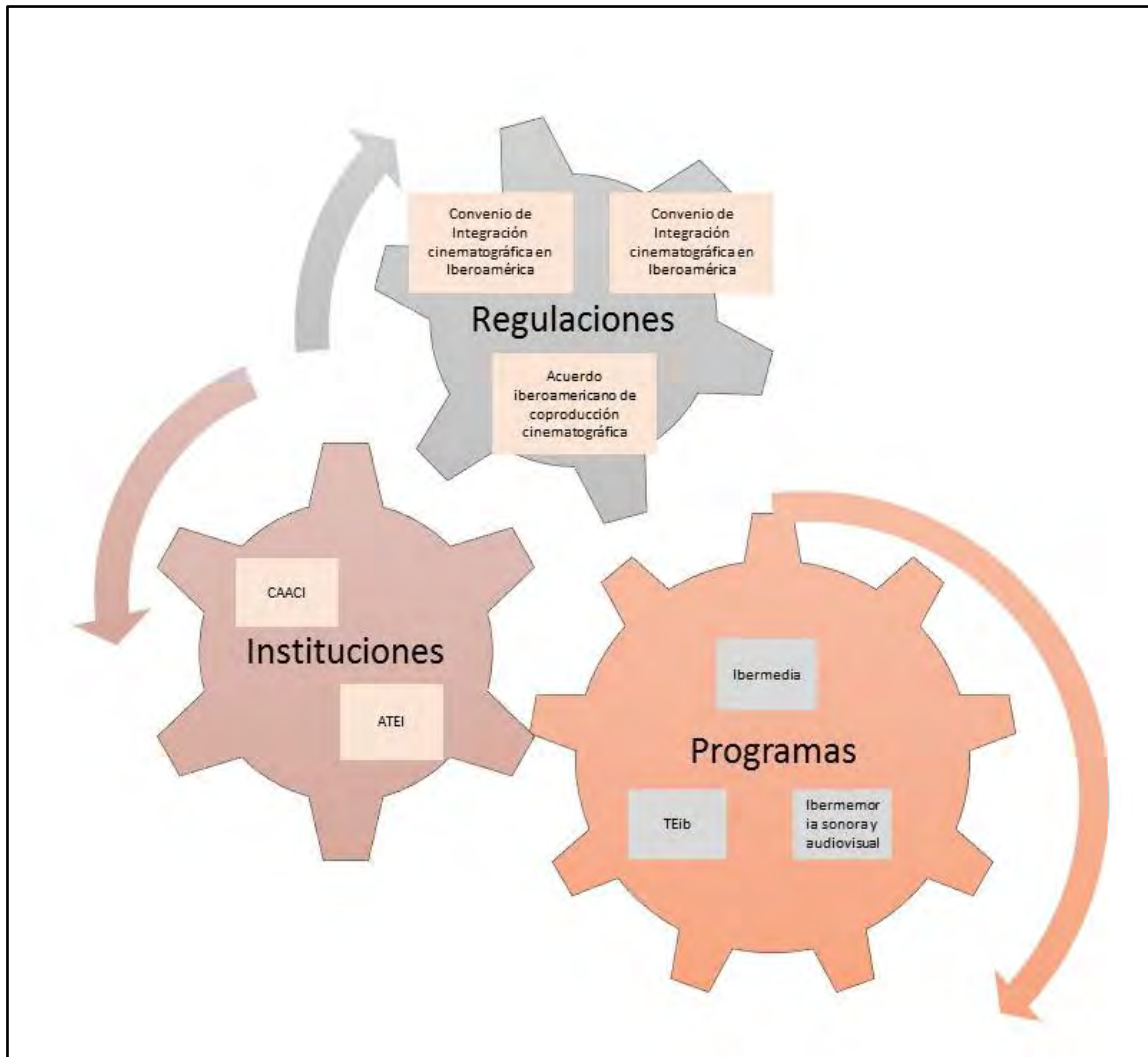 Convenio de
Integración
cinematográfica en
Iberoamérica
Convenio de
Integración
cinematográfica en
Iberoamérica
Regulaciones
Acuerdo
iberoamericano de
coproducción
cinematográfica
CAACI
Instituciones
ATEI
Ibermedia
Programas
TEib
Ibermemor
ia sonora y
audiovisual